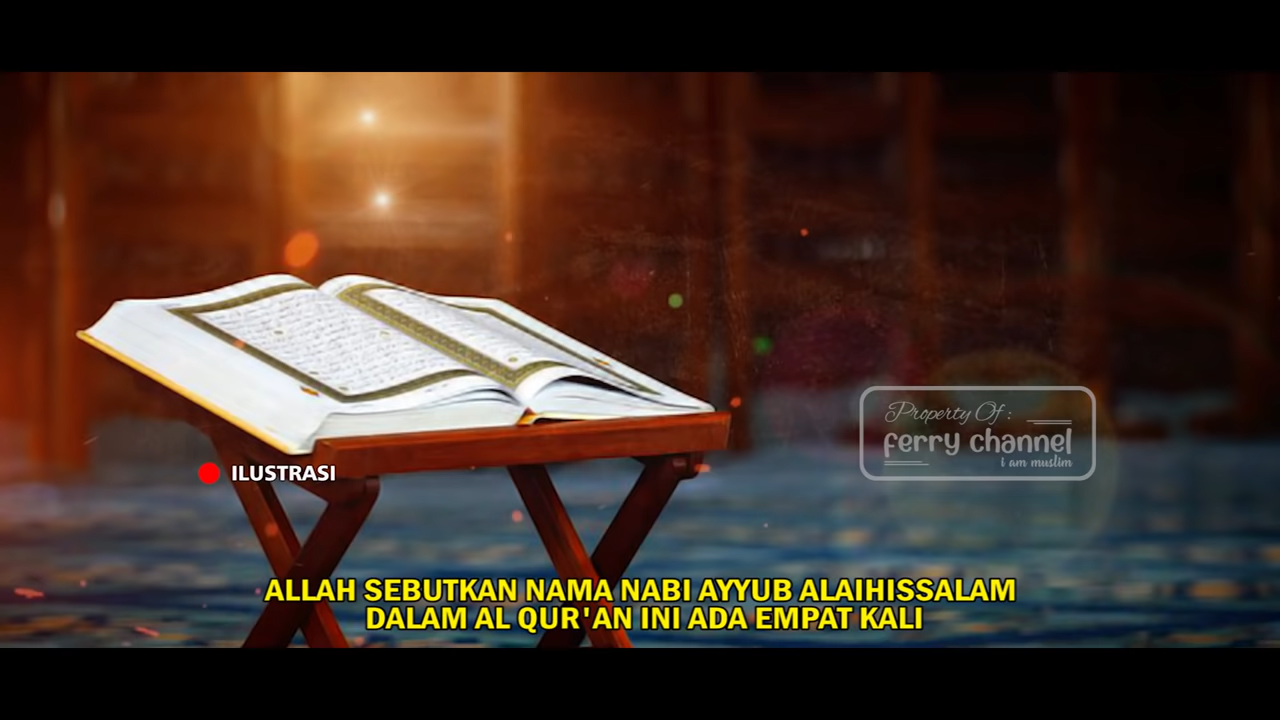 Property Of :
ferry channel
i am muslim
ILUSTRASI
ALLAH SEBUTKAN NAMA NABI AYYUB ALAIHISSALAM
DALAM AL QUR'AN INI ADA EMPAT KALI